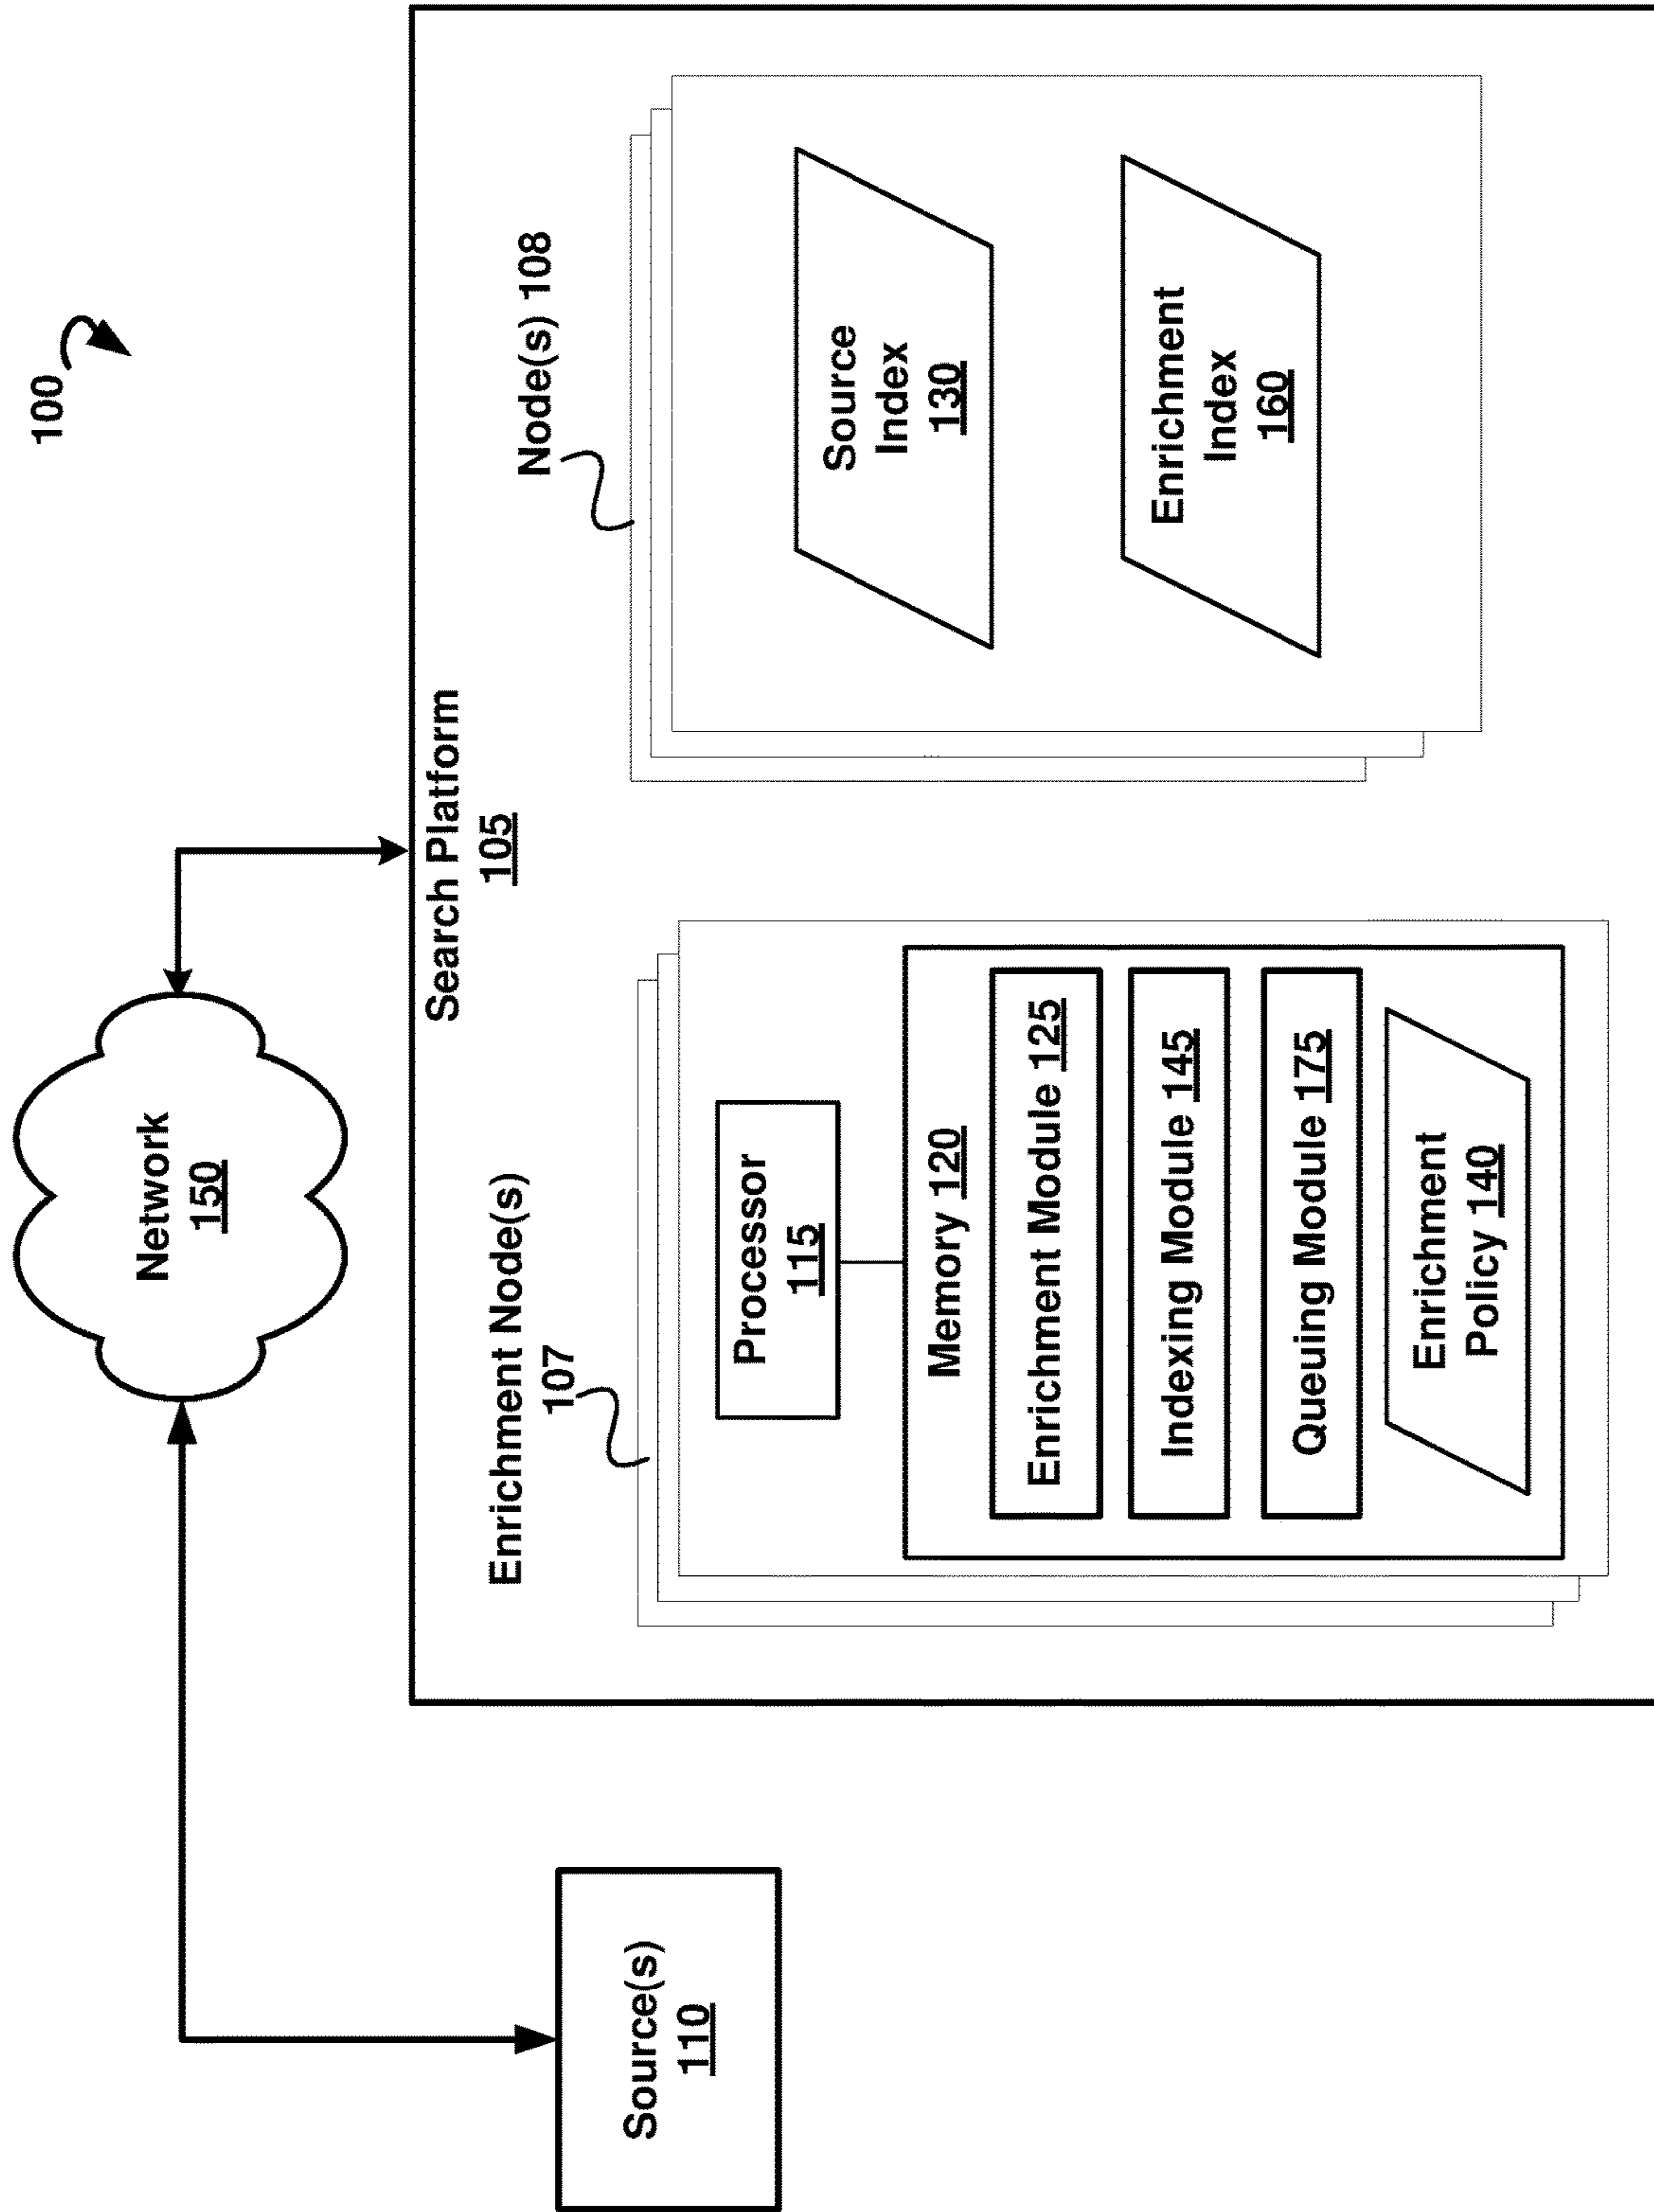 100
Network
150
Source(s)
110
Search Platform
105
Enrichment Node(s)
107
Processor
115
Memory 120
Enrichment Module 125
Indexing Module 145
Queuing Module 175
Enrichment
Policy 140
Node(s) 108
Source
Index
130
Enrichment
Index
160